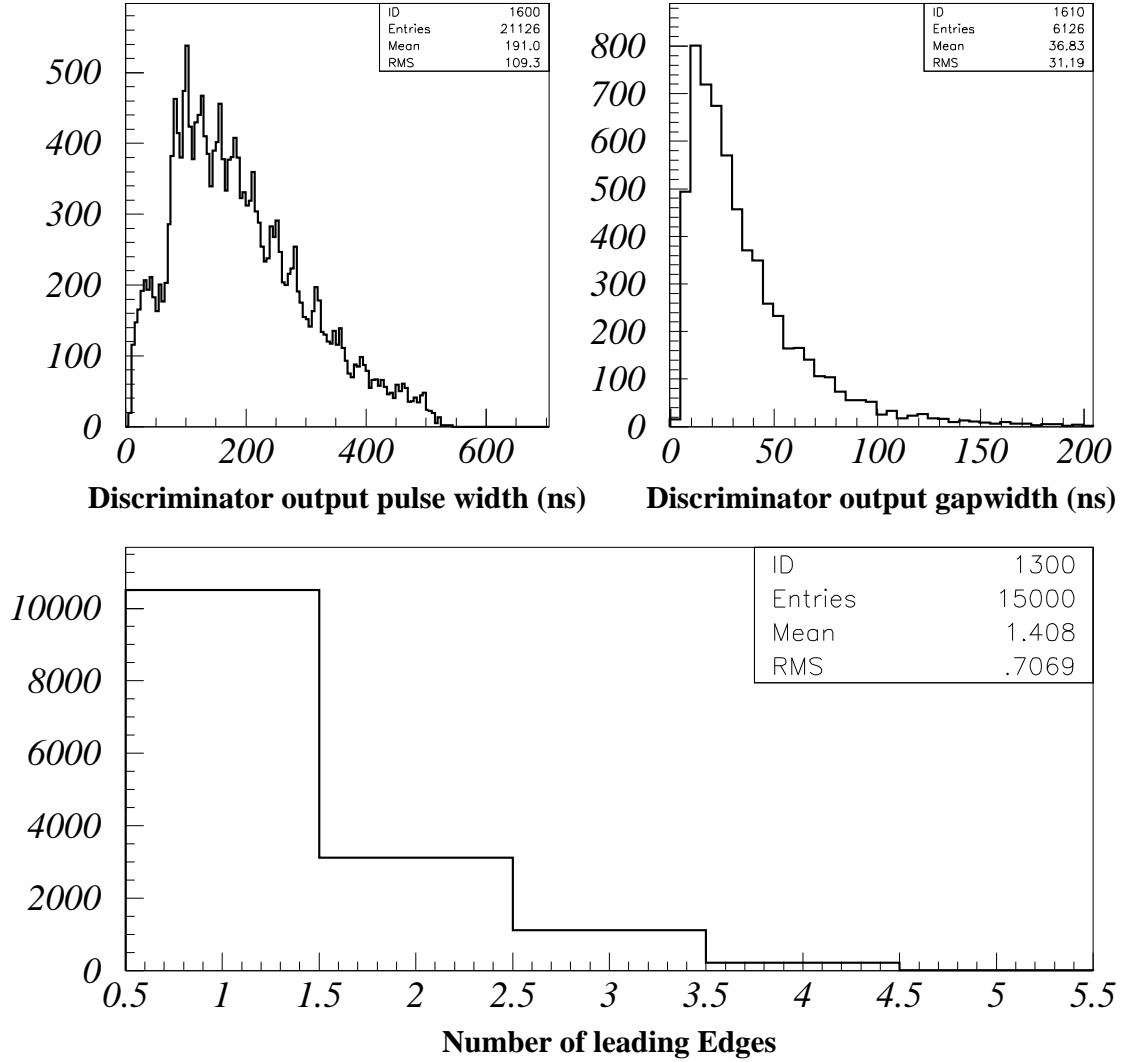 ID 1600
Entries 21126
Mean 191.0
RMS 109.3
500
400
300
200
100
0
0 200 400 600
Discriminator output pulse width (ns)
ID 1610
Entries 6126
Mean 36.83
RMS 31.19
800
700
600
500
400
300
200
100
0
0 50 100 150 200
Discriminator output gapwidth (ns)
ID 1300
Entries 15000
Mean 1.408
RMS .7069
10000
8000
6000
4000
2000
0
0.5 1 1.5 2 2.5 3 3.5 4 4.5 5 5.5
Number of leading Edges